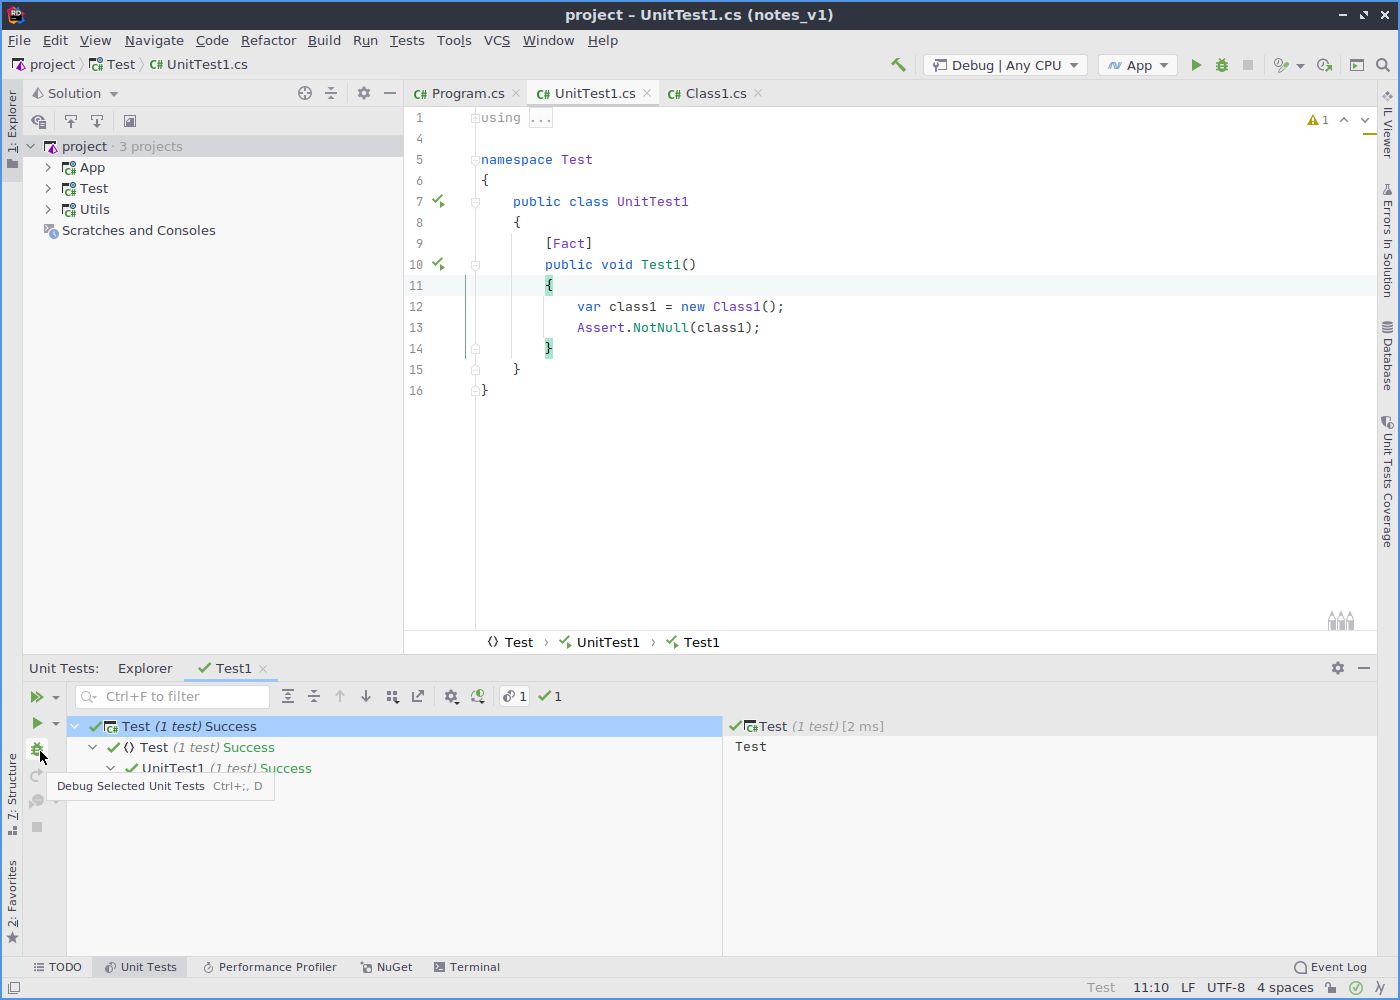 project – UnitTest1.cs (notes_v1)
File Edit View Navigate Code Refactor Build Run Tests Tools VCS Window Help
project Test C# UnitTest1.cs
Debug | Any CPU App
1: Explorer
Solution
project · 3 projects
App
Test
Utils
Scratches and Consoles
C# Program.cs C# UnitTest1.cs C# Class1.cs
1 using ...
4
5 namespace Test
6 {
7 public class UnitTest1
8 {
9 [Fact]
10 public void Test1()
11 {
12 var class1 = new Class1();
13 Assert.NotNull(class1);
14 }
15 }
16 }
1
Test › UnitTest1 › Test1
IL Viewer
Errors In Solution
Database
Unit Tests Coverage
Unit Tests: Explorer Test1
Ctrl+F to filter 1 1
Test (1 test) Success
Test (1 test) Success
UnitTest1 (1 test) Success
Debug Selected Unit Tests Ctrl+;, D
Test (1 test) [2 ms]
Test
7: Structure
2: Favorites
TODO Unit Tests Performance Profiler NuGet Terminal Event Log
Test 11:10 LF UTF-8 4 spaces